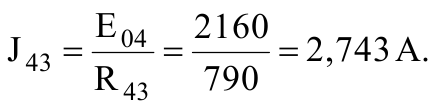 J₄₃ = E₀₄ / R₄₃ = 2160 / 790 = 2,743 A.